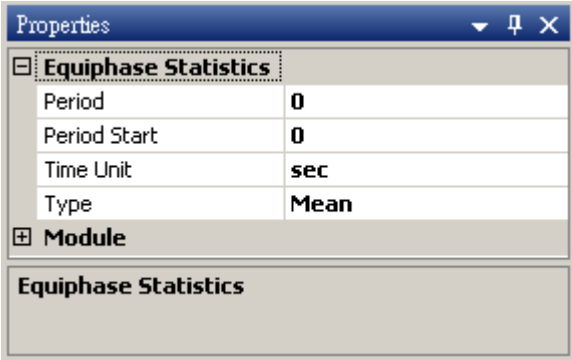 Properties
Equiphase Statistics
Period 0
Period Start 0
Time Unit sec
Type Mean
Module
Equiphase Statistics